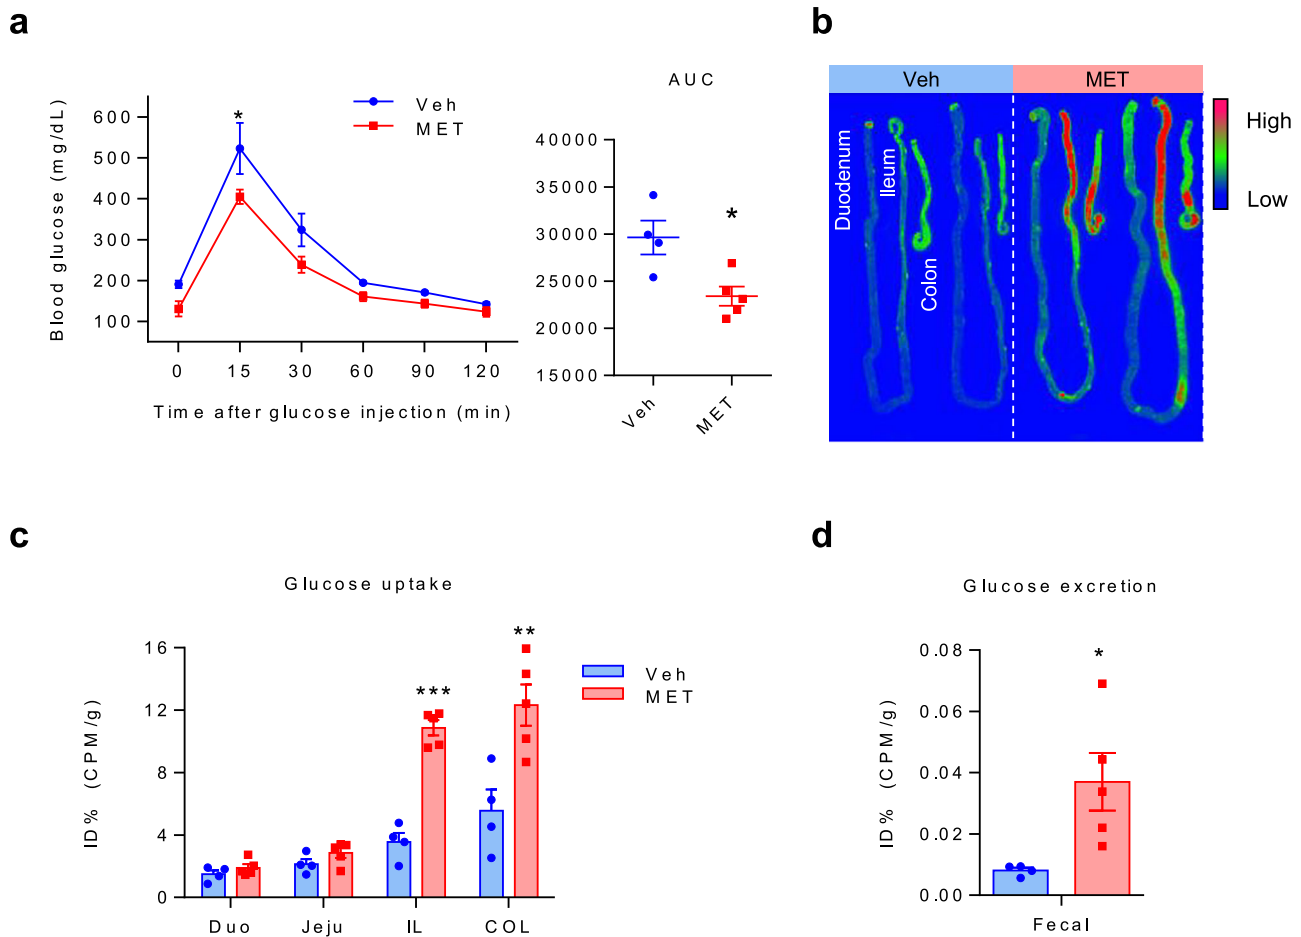 a
Veh
MET
Blood glucose (mg/dL)
600
500
400
300
200
100
*
0 15 30 60 90 120
Time after glucose injection (min)
AUC
40000
35000
30000
25000
20000
15000
*
Veh
MET
b
Veh
MET
Duodenum
Ileum
Colon
High
Low
c
Glucose uptake
ID% (CPM/g)
16
12
8
4
0
***
**
Veh
MET
Duo Jeju IL COL
d
Glucose excretion
ID% (CPM/g)
0.08
0.06
0.04
0.02
0.00
*
Fecal